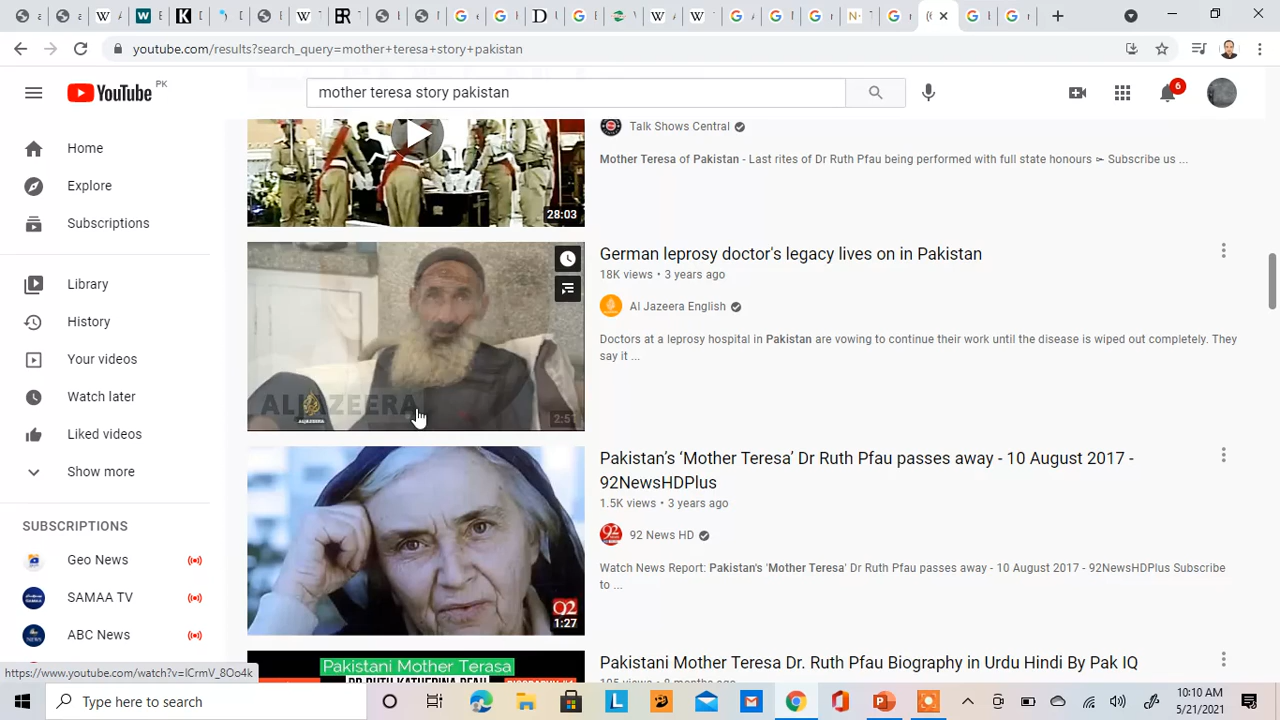 youtube.com/results?search_query=mother+teresa+story+pakistan
YouTube PK
mother teresa story pakistan
6
Home
Explore
Subscriptions
Library
History
Your videos
Watch later
Liked videos
Show more
SUBSCRIPTIONS
Geo News
SAMAA TV
ABC News
28:03
Talk Shows Central
Mother Teresa of Pakistan - Last rites of Dr Ruth Pfau being performed with full state honours ➣ Subscribe us ...
ALJAZEERA
ALJAZEERA
2:51
German leprosy doctor's legacy lives on in Pakistan
18K views • 3 years ago
Al Jazeera English
Doctors at a leprosy hospital in Pakistan are vowing to continue their work until the disease is wiped out completely. They
say it ...
92
1:27
Pakistan's 'Mother Teresa' Dr Ruth Pfau passes away - 10 August 2017 -
92NewsHDPlus
1.5K views • 3 years ago
92 News HD
Watch News Report: Pakistan's 'Mother Teresa' Dr Ruth Pfau passes away - 10 August 2017 - 92NewsHDPlus Subscribe
to ...
Pakistani Mother Terasa
Pakistani Mother Teresa Dr. Ruth Pfau Biography in Urdu Hindi By Pak IQ
https://www.youtube.com/watch?v=ICrmV_8Oo4k
Type here to search
10:10 AM
5/21/2021